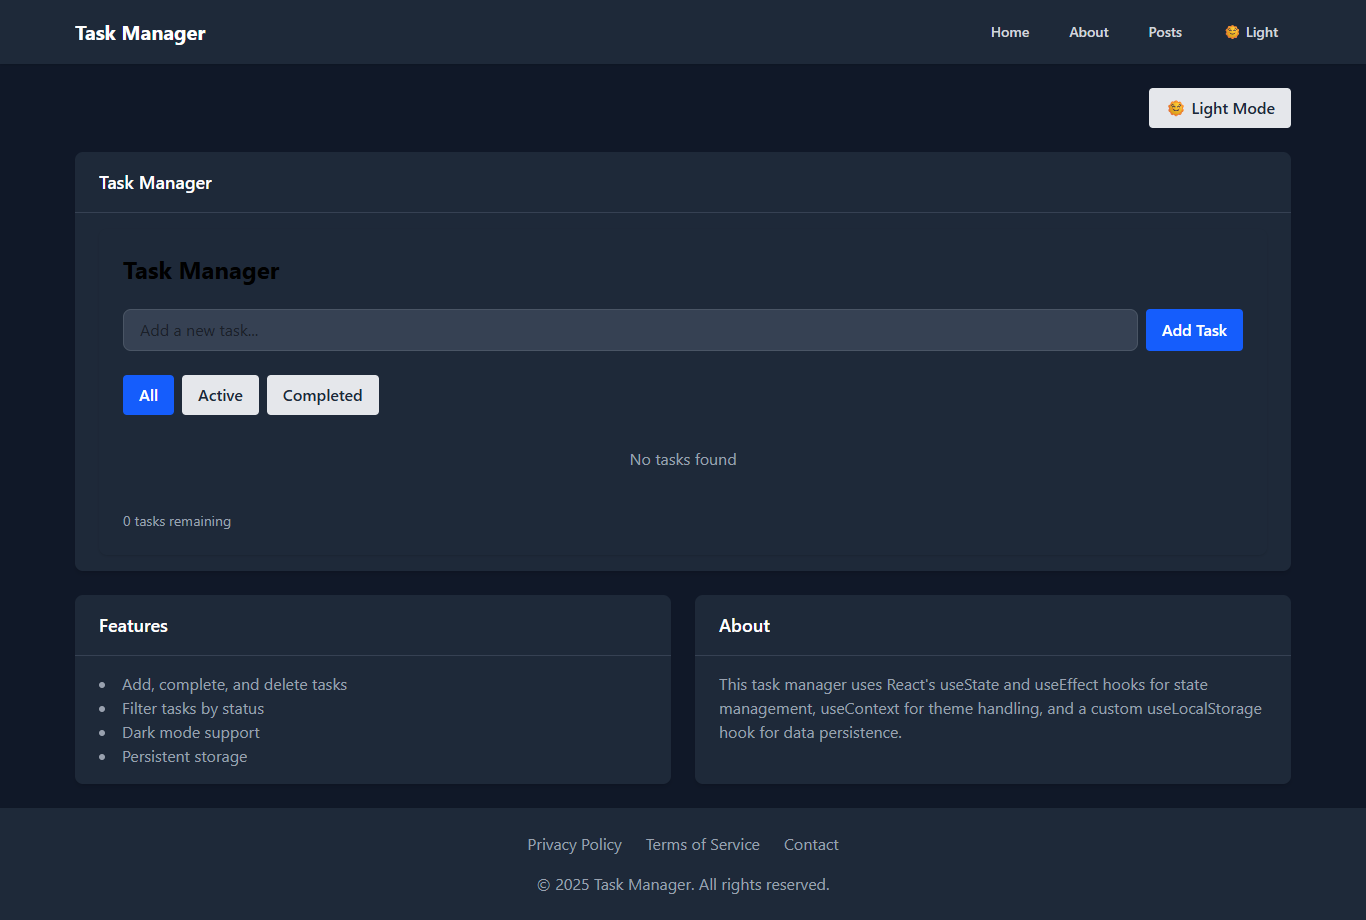 Task Manager
Home About Posts 🌞 Light
🌞 Light Mode
Task Manager
Task Manager
Add a new task...
Add Task
All Active Completed
No tasks found
0 tasks remaining
Features
Add, complete, and delete tasks
Filter tasks by status
Dark mode support
Persistent storage
About
This task manager uses React's useState and useEffect hooks for state
management, useContext for theme handling, and a custom useLocalStorage
hook for data persistence.
Privacy Policy Terms of Service Contact
© 2025 Task Manager. All rights reserved.